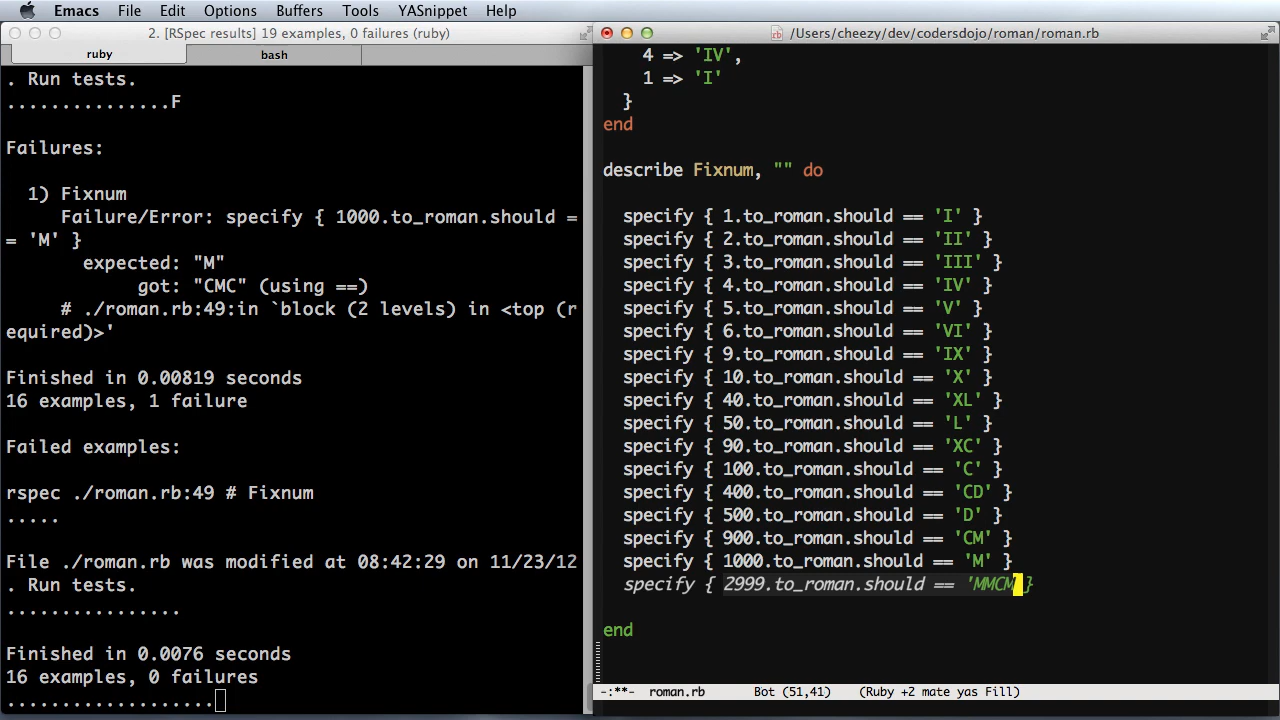 Emacs File Edit Options Buffers Tools YASnippet Help
2. [RSpec results] 19 examples, 0 failures (ruby)
ruby bash
. Run tests.
...............F
Failures:
1) Fixnum
Failure/Error: specify { 1000.to_roman.should =
= 'M' }
expected: "M"
got: "CMC" (using ==)
# ./roman.rb:49:in `block (2 levels) in <top (r
equired)>'
Finished in 0.00819 seconds
16 examples, 1 failure
Failed examples:
rspec ./roman.rb:49 # Fixnum
.....
File ./roman.rb was modified at 08:42:29 on 11/23/12
. Run tests.
................
Finished in 0.0076 seconds
16 examples, 0 failures
...................
/Users/cheezy/dev/codersdojo/roman/roman.rb
4 => 'IV',
1 => 'I'
}
end
describe Fixnum, "" do
specify { 1.to_roman.should == 'I' }
specify { 2.to_roman.should == 'II' }
specify { 3.to_roman.should == 'III' }
specify { 4.to_roman.should == 'IV' }
specify { 5.to_roman.should == 'V' }
specify { 6.to_roman.should == 'VI' }
specify { 9.to_roman.should == 'IX' }
specify { 10.to_roman.should == 'X' }
specify { 40.to_roman.should == 'XL' }
specify { 50.to_roman.should == 'L' }
specify { 90.to_roman.should == 'XC' }
specify { 100.to_roman.should == 'C' }
specify { 400.to_roman.should == 'CD' }
specify { 500.to_roman.should == 'D' }
specify { 900.to_roman.should == 'CM' }
specify { 1000.to_roman.should == 'M' }
specify { 2999.to_roman.should == 'MMCM }
end
-:**- roman.rb Bot (51,41) (Ruby +2 mate yas Fill)